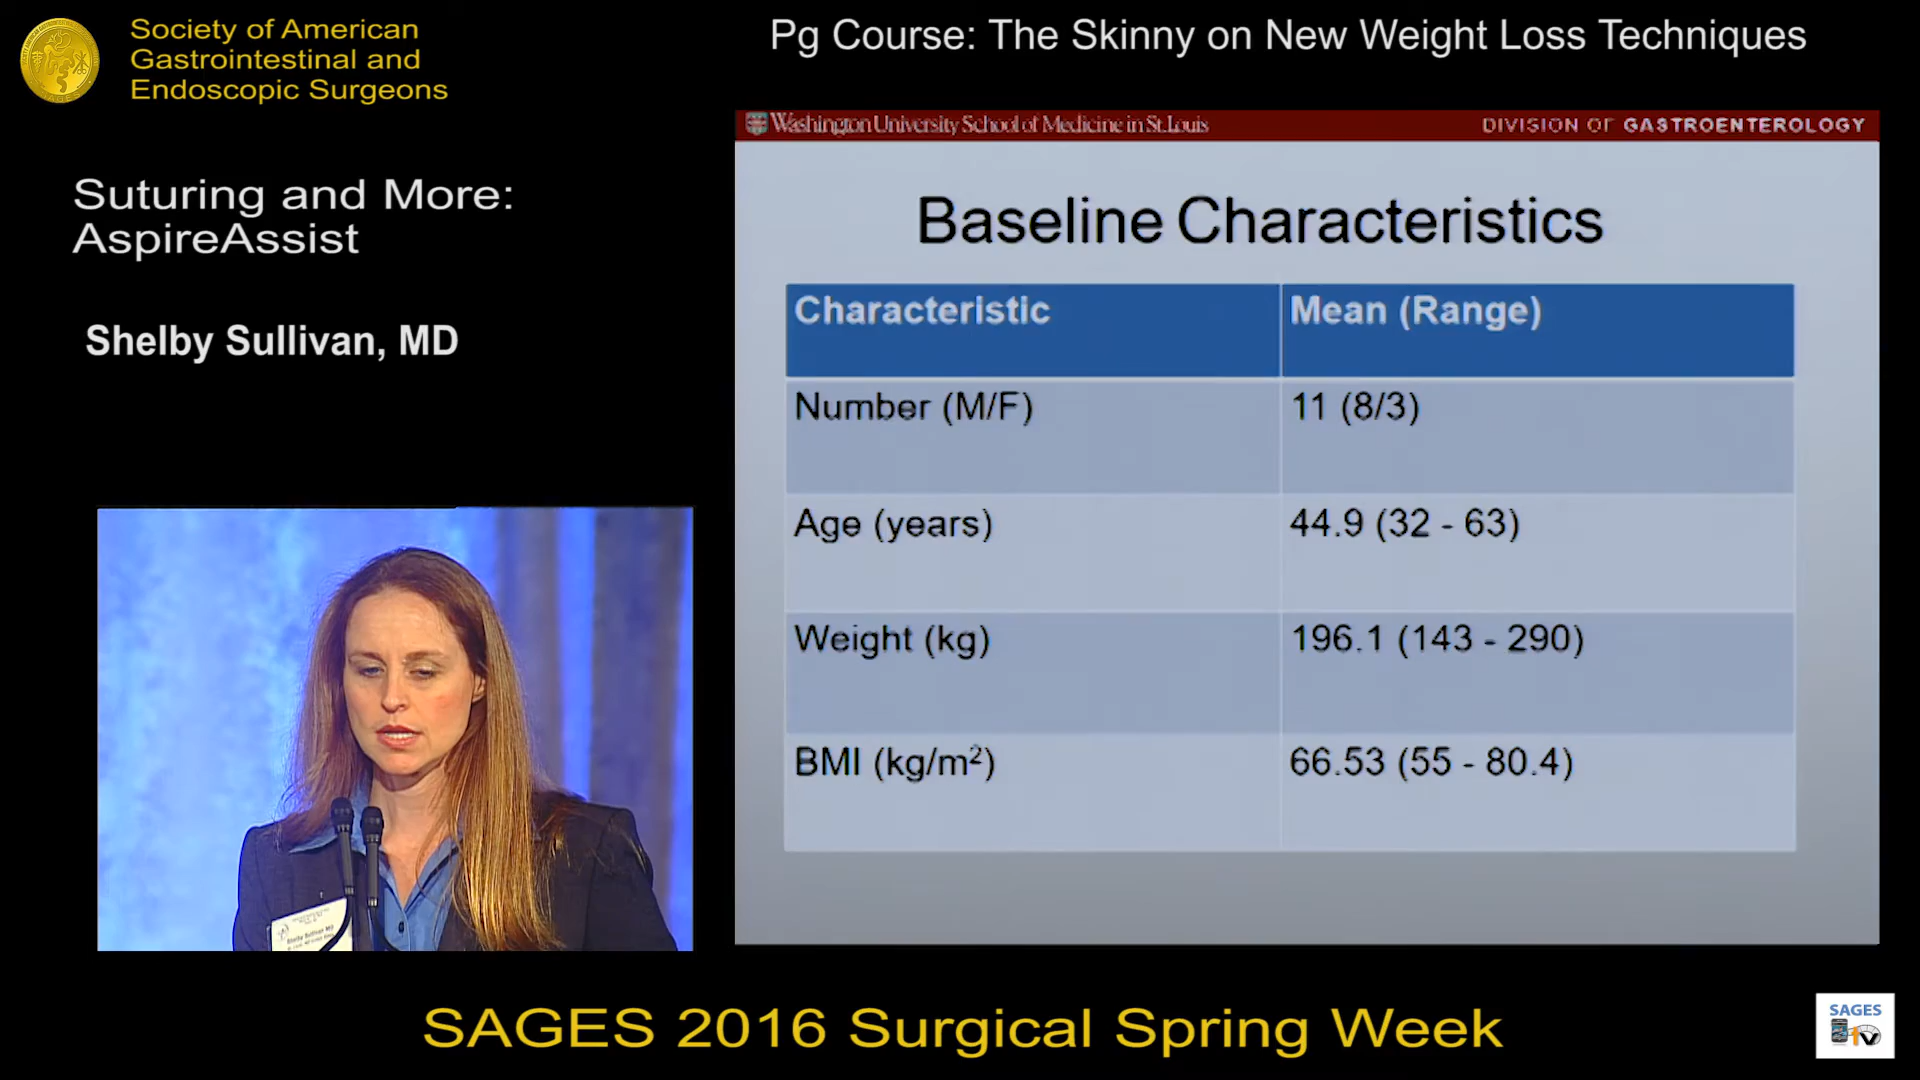 Society of American
Gastrointestinal and
Endoscopic Surgeons
Pg Course: The Skinny on New Weight Loss Techniques
Suturing and More:
AspireAssist
Shelby Sullivan, MD
Washington University School of Medicine in St. Louis
DIVISION OF GASTROENTEROLOGY
Baseline Characteristics
Characteristic Mean (Range)
Number (M/F) 11 (8/3)
Age (years) 44.9 (32 - 63)
Weight (kg) 196.1 (143 - 290)
BMI (kg/m²) 66.53 (55 - 80.4)
Shelby Sullivan MD
SAGES 2016 Surgical Spring Week
SAGES
TV